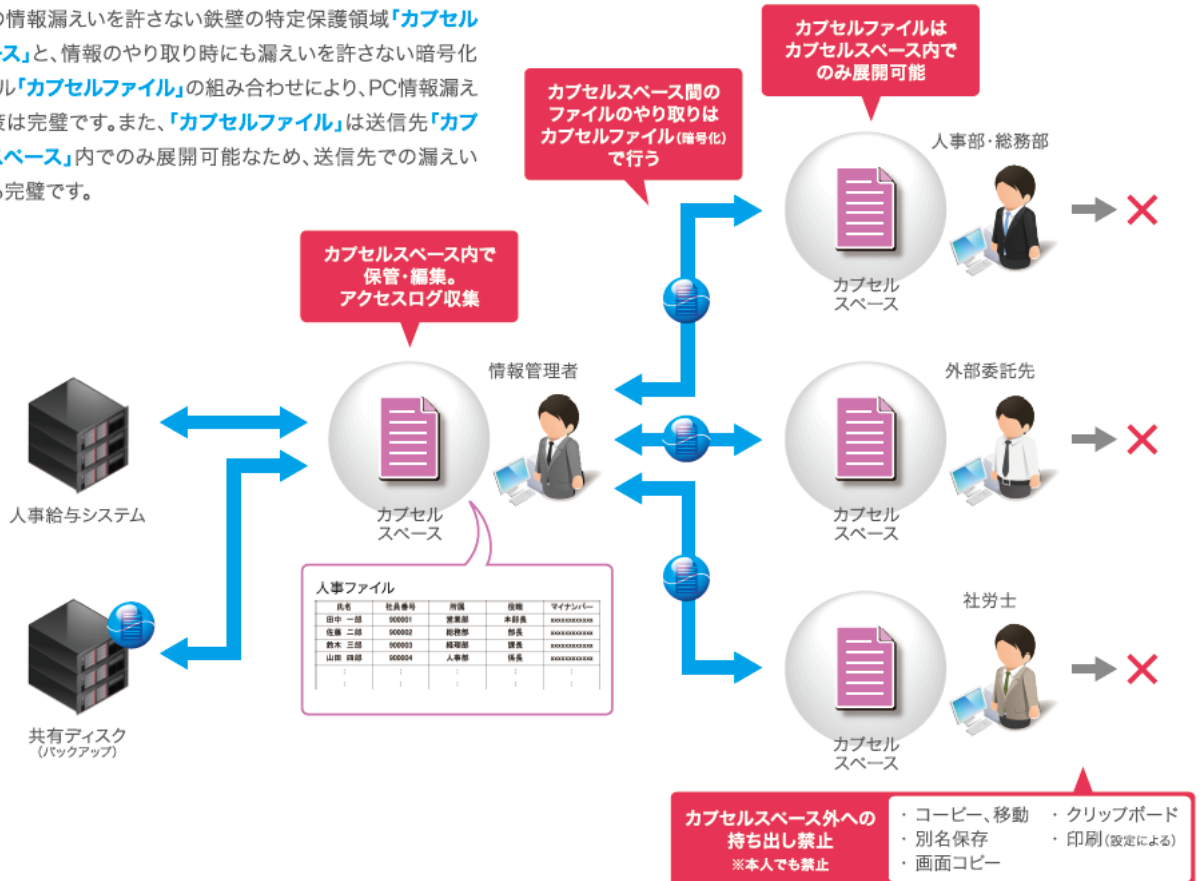 の情報漏えいを許さない鉄壁の特定保護領域「カプセル
ース」と、情報のやり取り時にも漏えいを許さない暗号化
ル「カプセルファイル」の組み合わせにより、PC情報漏え
は完璧です。また、「カプセルファイル」は送信先「カプ
スペース」内でのみ展開可能なため、送信先での漏えい
完璧です。
カプセルファイルは
カプセルスペース内で
のみ展開可能
カプセルスペース間の
ファイルのやり取りは
カプセルファイル(暗号化)
で行う
人事部・総務部
カプセル
スペース
カプセルスペース内で
保管・編集。
アクセスログ収集
情報管理者
カプセル
スペース
外部委託先
カプセル
スペース
人事給与システム
共有ディスク
(バックアップ)
人事ファイル
氏名 社員番号 所属 役職 マイナンバー
田中 一郎 900001 営業部 本部長 xxxxxxxxxxxx
佐藤 二郎 900002 総務部 部長 xxxxxxxxxxxx
鈴木 三郎 900003 経理部 課長 xxxxxxxxxxxx
山田 四郎 900004 人事部 係長 xxxxxxxxxxxx
社労士
カプセル
スペース
カプセルスペース外への
持ち出し禁止
※本人でも禁止
・コーピー、移動 ・クリップボード
・別名保存 ・印刷(設定による)
・画面コピー